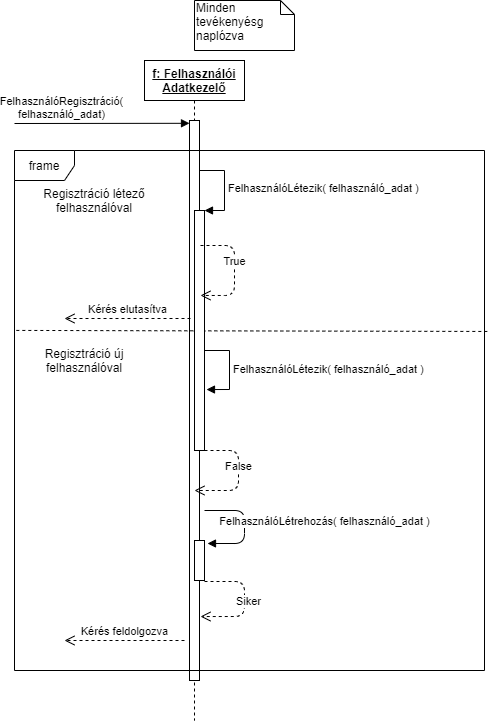 Minden
tevékenység
naplózva
f: Felhasználói
Adatkezelő
FelhasználóRegisztráció(
felhasználó_adat)
frame
Regisztráció létező
felhasználóval
FelhasználóLétezik( felhasználó_adat )
True
Kérés elutasítva
Regisztráció új
felhasználóval
FelhasználóLétezik( felhasználó_adat )
False
FelhasználóLétrehozás( felhasználó_adat )
Siker
Kérés feldolgozva